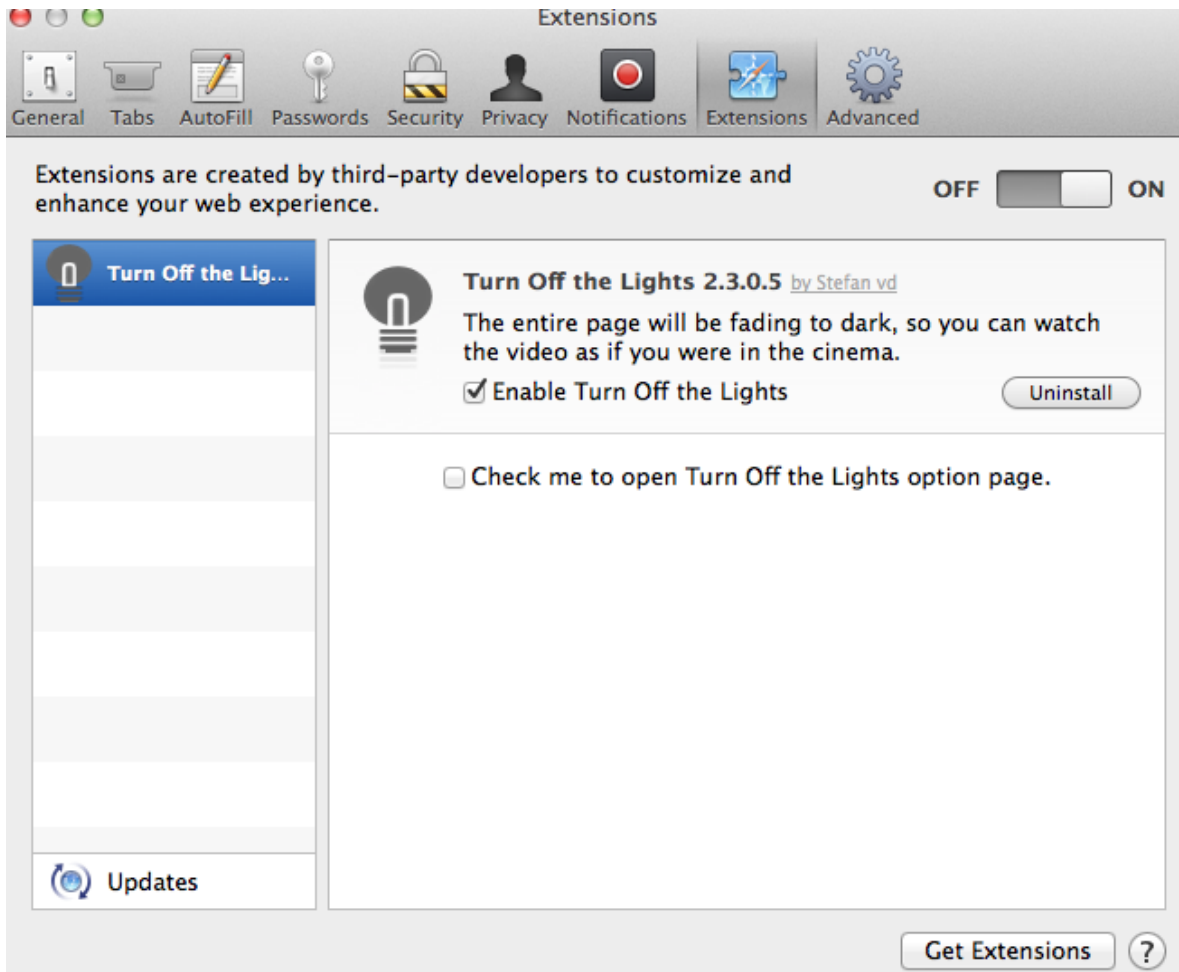 Extensions
General Tabs AutoFill Passwords Security Privacy Notifications Extensions Advanced
Extensions are created by third-party developers to customize and
enhance your web experience.
OFF ON
Turn Off the Lig...
Turn Off the Lights 2.3.0.5 by Stefan vd
The entire page will be fading to dark, so you can watch
the video as if you were in the cinema.
Enable Turn Off the Lights
Uninstall
Check me to open Turn Off the Lights option page.
Updates
Get Extensions ?